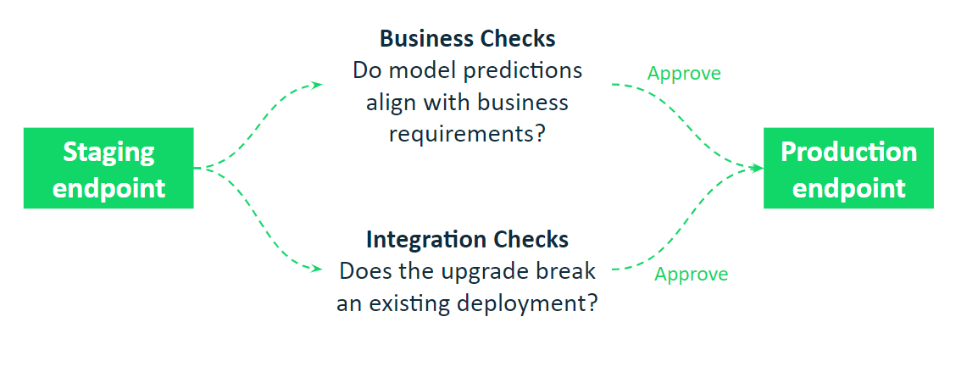 Business Checks
Do model predictions
align with business
requirements?
Approve
Staging
endpoint
Production
endpoint
Integration Checks
Does the upgrade break
an existing deployment?
Approve